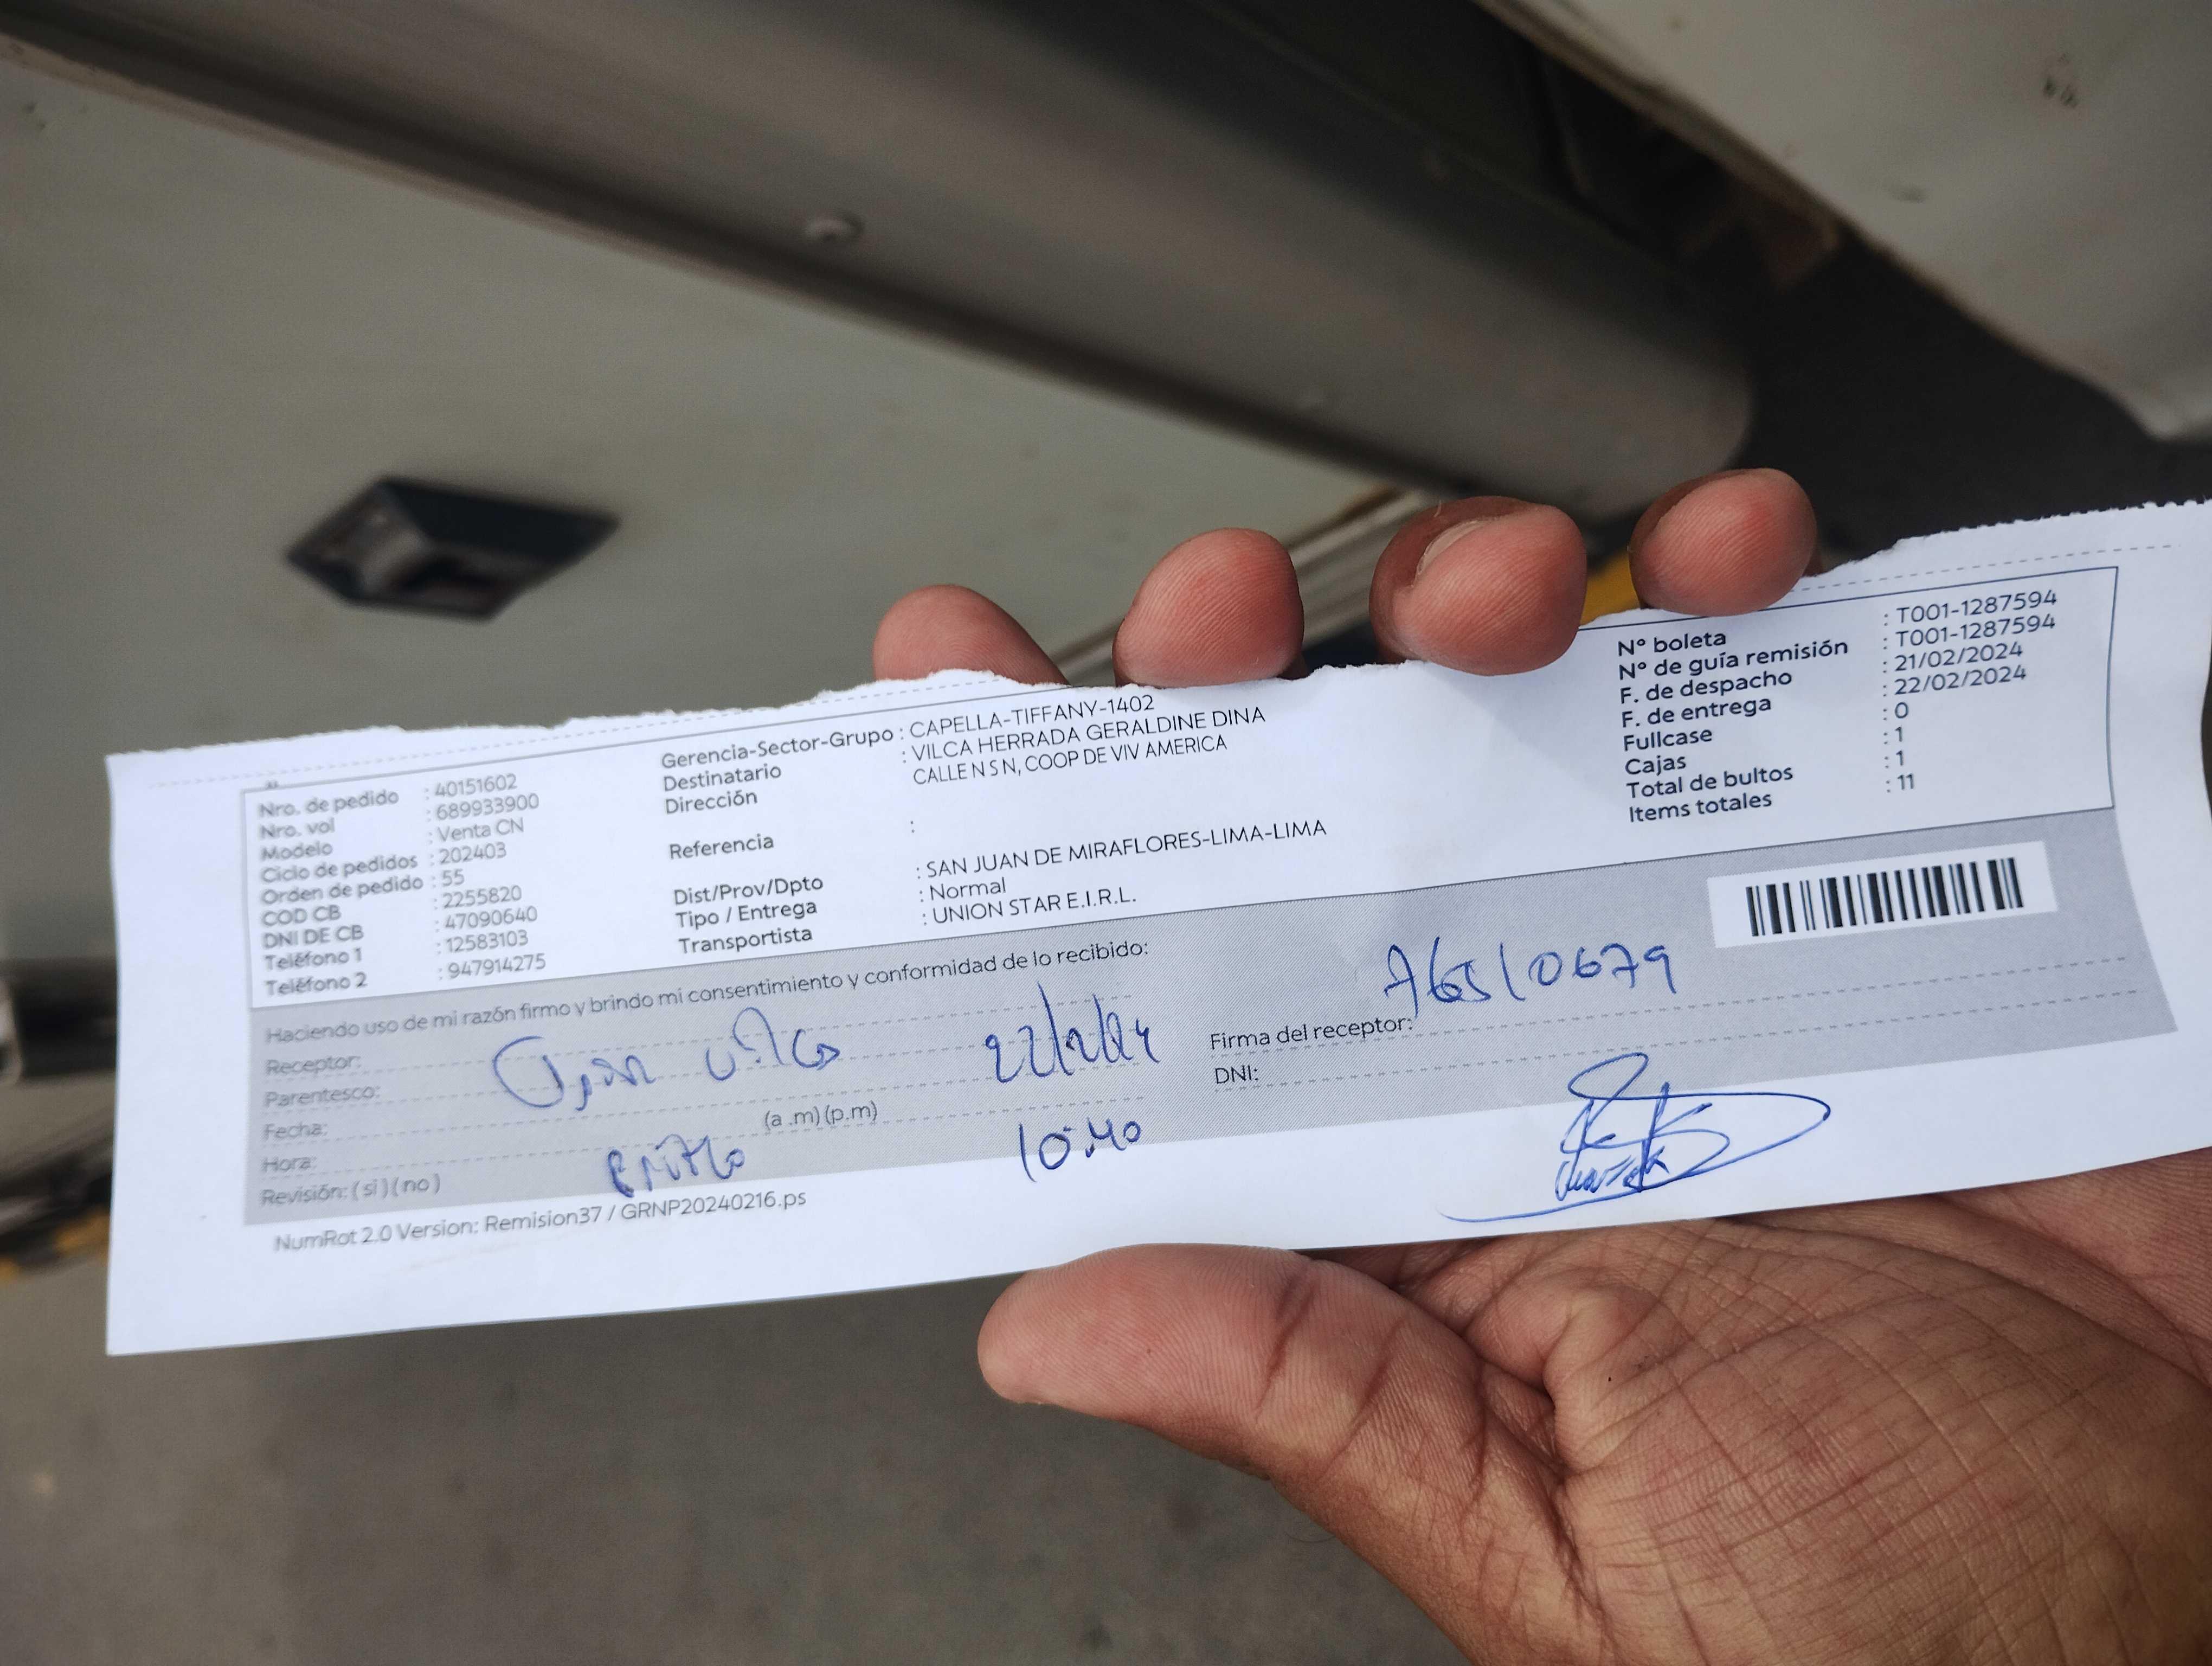 Nro. de pedido : 40151602
Nro. vol : 689933900
Modelo : Venta CN
Ciclo de pedidos : 202403
Orden de pedido : 55
COD CB : 2255820
DNI DE CB : 47090640
Teléfono 1 : 12583103
Teléfono 2 : 947914275
Gerencia-Sector-Grupo : CAPELLA-TIFFANY-1402
Destinatario : VILCA HERRADA GERALDINE DINA
Dirección CALLE N S N, COOP DE VIV AMERICA
Referencia :
Dist/Prov/Dpto : SAN JUAN DE MIRAFLORES-LIMA-LIMA
Tipo / Entrega : Normal
Transportista : UNION STAR E.I.R.L.
N° boleta : T001-1287594
N° de guía remisión : T001-1287594
F. de despacho : 21/02/2024
F. de entrega : 22/02/2024
Fullcase : 0
Cajas : 1
Total de bultos : 1
Items totales : 11
Haciendo uso de mi razón firmo y brindo mi consentimiento y conformidad de lo recibido:
Receptor: Vilca 22/2/24
Parentesco:
Fecha:
Hora: (a .m) (p.m) 10:40
Revisión: ( si ) ( no )
Firma del receptor:
DNI:
NumRot 2.0 Version: Remision37 / GRNP20240216.ps